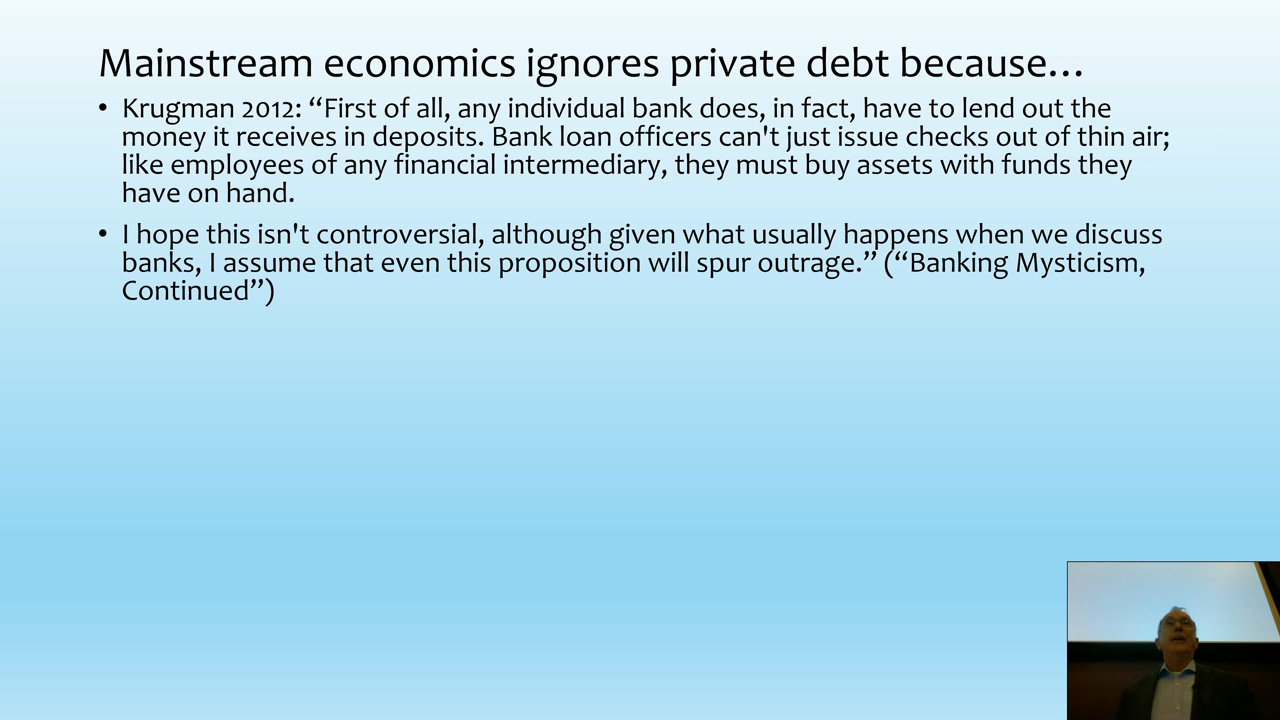 Mainstream economics ignores private debt because…
• Krugman 2012: “First of all, any individual bank does, in fact, have to lend out the
money it receives in deposits. Bank loan officers can't just issue checks out of thin air;
like employees of any financial intermediary, they must buy assets with funds they
have on hand.
• I hope this isn't controversial, although given what usually happens when we discuss
banks, I assume that even this proposition will spur outrage.” (“Banking Mysticism,
Continued”)